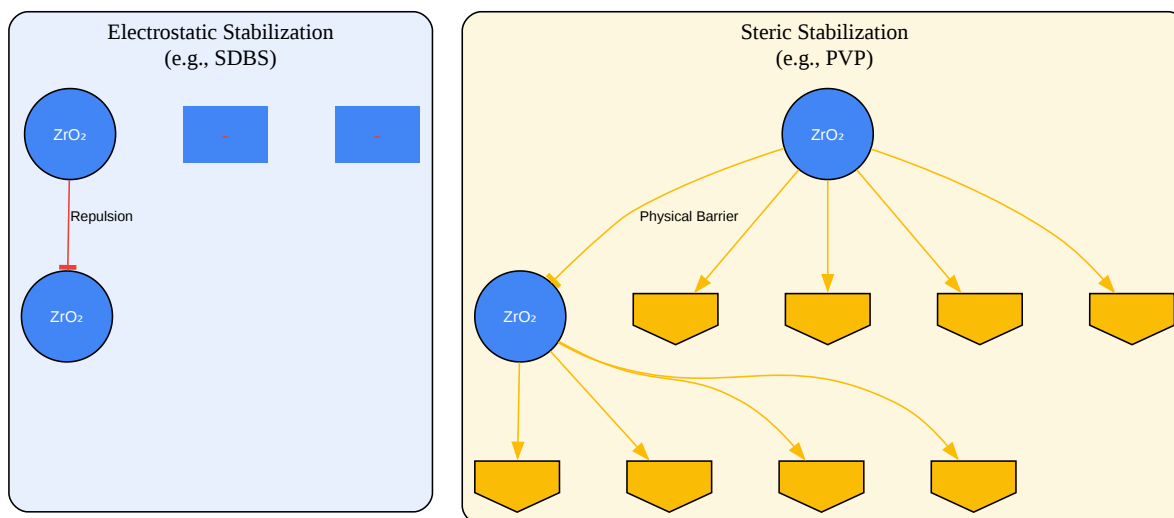 Electrostatic Stabilization
(e.g., SDBS)
ZrO₂
-
-
Repulsion
ZrO₂
Steric Stabilization
(e.g., PVP)
ZrO₂
Physical Barrier
ZrO₂